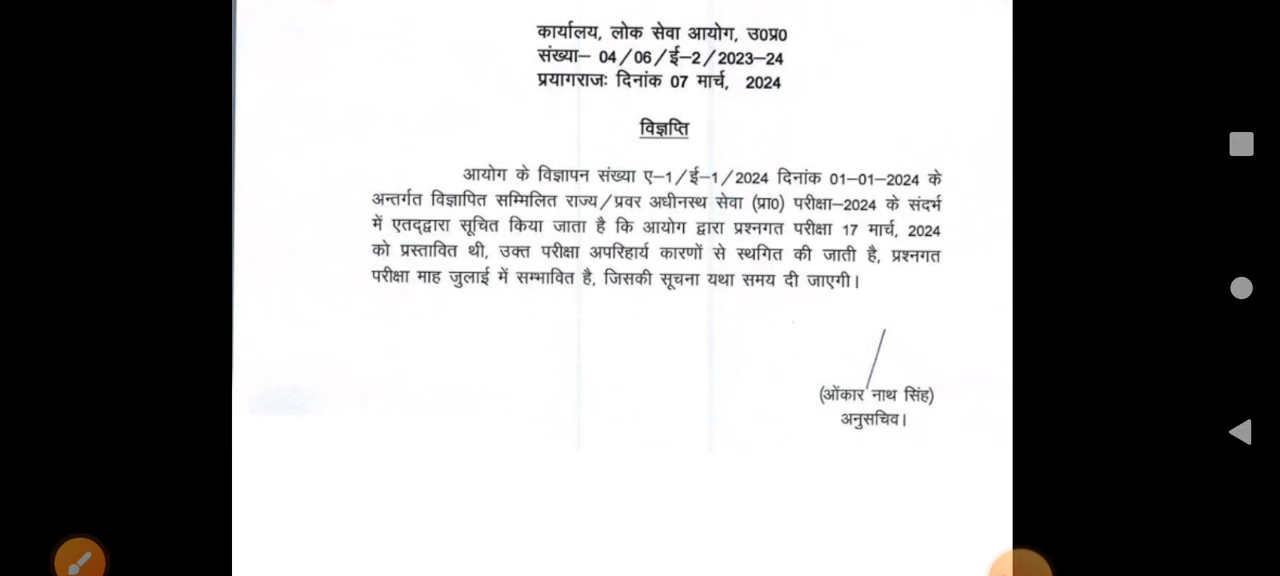 कार्यालय, लोक सेवा आयोग, उ0प्र0
संख्या– 04/06/ई–2/2023–24
प्रयागराजः दिनांक 07 मार्च, 2024
विज्ञप्ति
आयोग के विज्ञापन संख्या ए–1/ई–1/2024 दिनांक 01–01–2024 के
अन्तर्गत विज्ञापित सम्मिलित राज्य/प्रवर अधीनस्थ सेवा (प्रा0) परीक्षा–2024 के संदर्भ
में एतद्द्वारा सूचित किया जाता है कि आयोग द्वारा प्रश्नगत परीक्षा 17 मार्च, 2024
को प्रस्तावित थी, उक्त परीक्षा अपरिहार्य कारणों से स्थगित की जाती है, प्रश्नगत
परीक्षा माह जुलाई में सम्भावित है, जिसकी सूचना यथा समय दी जाएगी।
(ओंकार नाथ सिंह)
अनुसचिव।